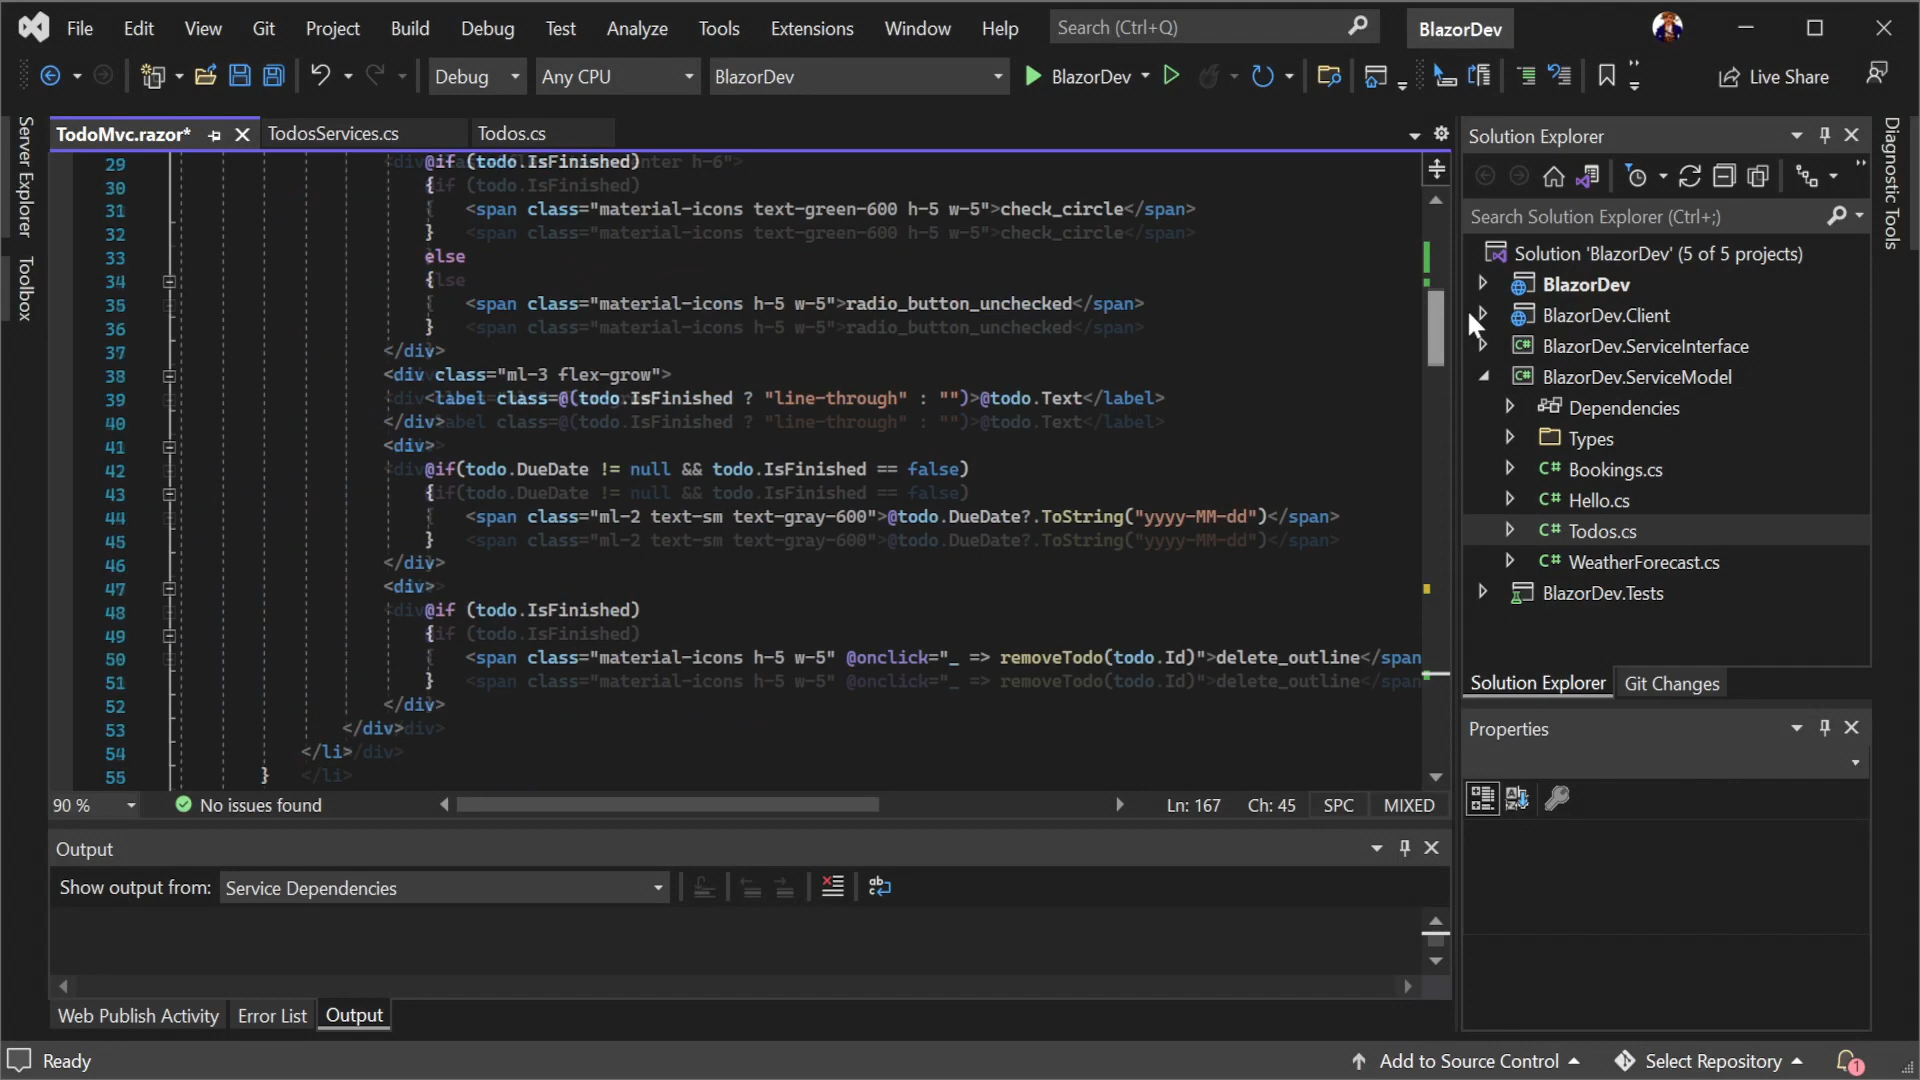 File Edit View Git Project Build Debug Test Analyze Tools Extensions Window Help Search (Ctrl+Q) BlazorDev
Debug Any CPU BlazorDev BlazorDev Live Share
Server Explorer
Toolbox
TodoMvc.razor* TodosServices.cs Todos.cs
29 @if (todo.IsFinished)
30 {
31 <span class="material-icons text-green-600 h-5 w-5">check_circle</span>
32 }
33 else
34 {
35 <span class="material-icons h-5 w-5">radio_button_unchecked</span>
36 }
37 </div>
38 <div class="ml-3 flex-grow">
39 <label class=@(todo.IsFinished ? "line-through" : "")>@todo.Text</label>
40 </div>
41 <div>
42 @if(todo.DueDate != null && todo.IsFinished == false)
43 {
44 <span class="ml-2 text-sm text-gray-600">@todo.DueDate?.ToString("yyyy-MM-dd")</span>
45 }
46 </div>
47 <div>
48 @if (todo.IsFinished)
49 {
50 <span class="material-icons h-5 w-5" @onclick="_ => removeTodo(todo.Id)">delete_outline</span
51 }
52 </div>
53 </div>
54 </li>
55 }
90 % No issues found Ln: 167 Ch: 45 SPC MIXED
Output
Show output from: Service Dependencies
Web Publish Activity Error List Output
Solution Explorer
Search Solution Explorer (Ctrl+;)
Solution 'BlazorDev' (5 of 5 projects)
BlazorDev
BlazorDev.Client
C# BlazorDev.ServiceInterface
C# BlazorDev.ServiceModel
Dependencies
Types
C# Bookings.cs
C# Hello.cs
C# Todos.cs
C# WeatherForecast.cs
BlazorDev.Tests
Solution Explorer Git Changes
Properties
Diagnostic Tools
Ready Add to Source Control Select Repository 1